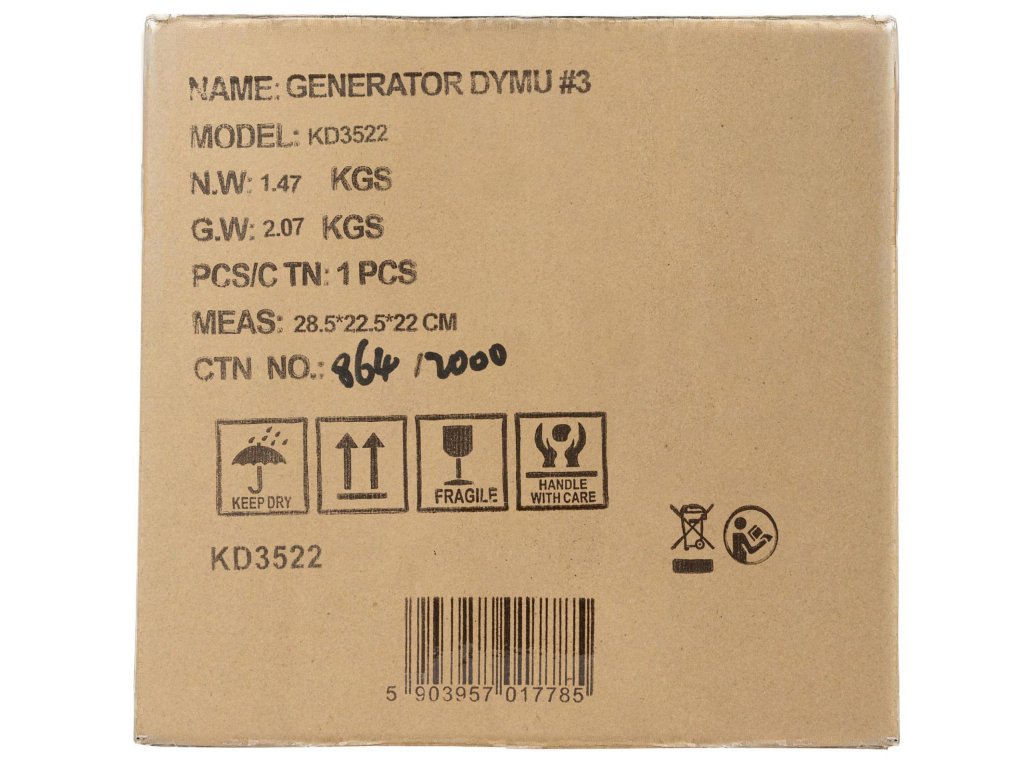 NAME: GENERATOR DYMU #3
MODEL: KD3522
N.W: 1.47 KGS
G.W: 2.07 KGS
PCS/C TN: 1 PCS
MEAS: 28.5*22.5*22 CM
CTN NO.: 864 /2000
KEEP DRY
FRAGILE
HANDLE
WITH CARE
KD3522
5 903957 017785